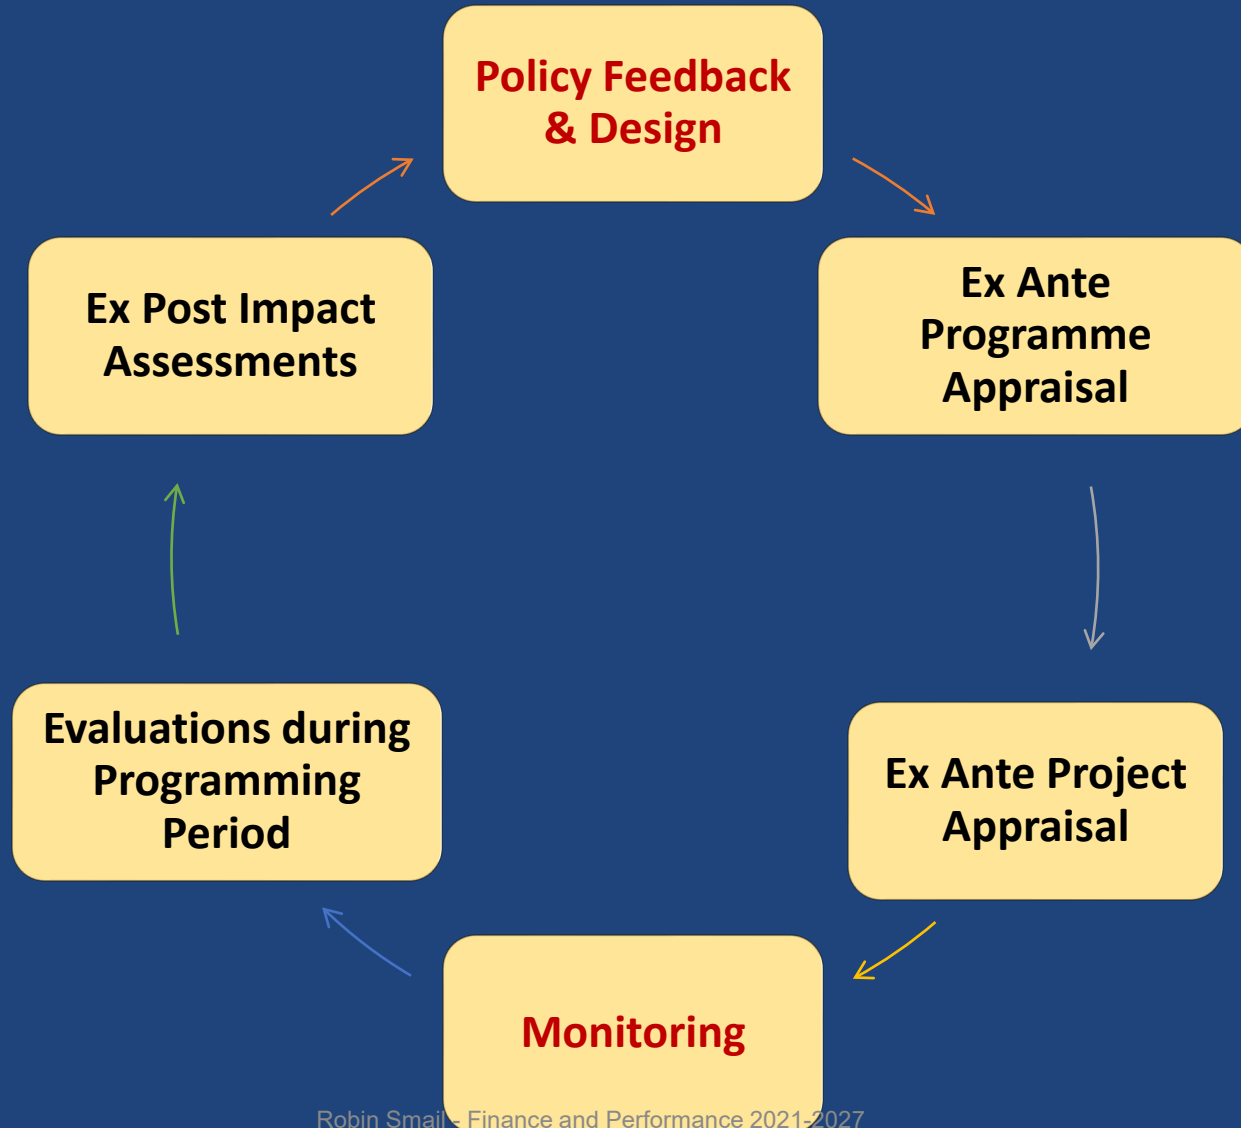 Policy Feedback
& Design
Ex Ante
Programme
Appraisal
Ex Ante Project
Appraisal
Monitoring
Evaluations during
Programming
Period
Ex Post Impact
Assessments
Robin Smail - Finance and Performance 2021-2027